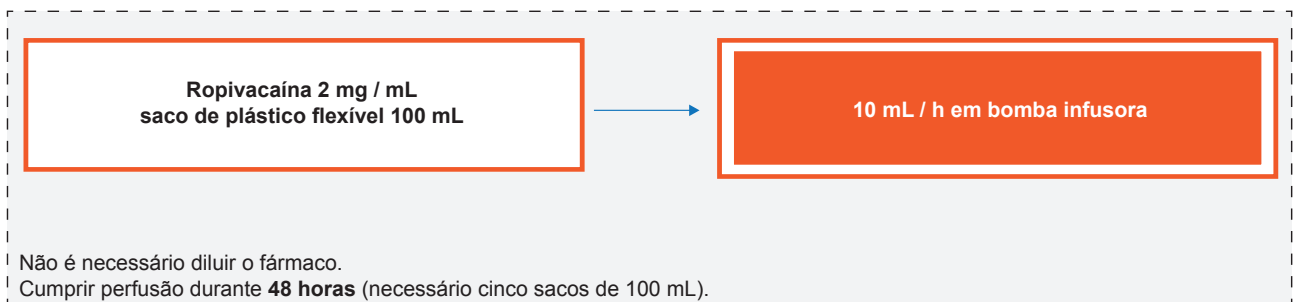 Ropivacaína 2 mg / mL
saco de plástico flexível 100 mL
10 mL / h em bomba infusora
Não é necessário diluir o fármaco.
Cumprir perfusão durante 48 horas (necessário cinco sacos de 100 mL).